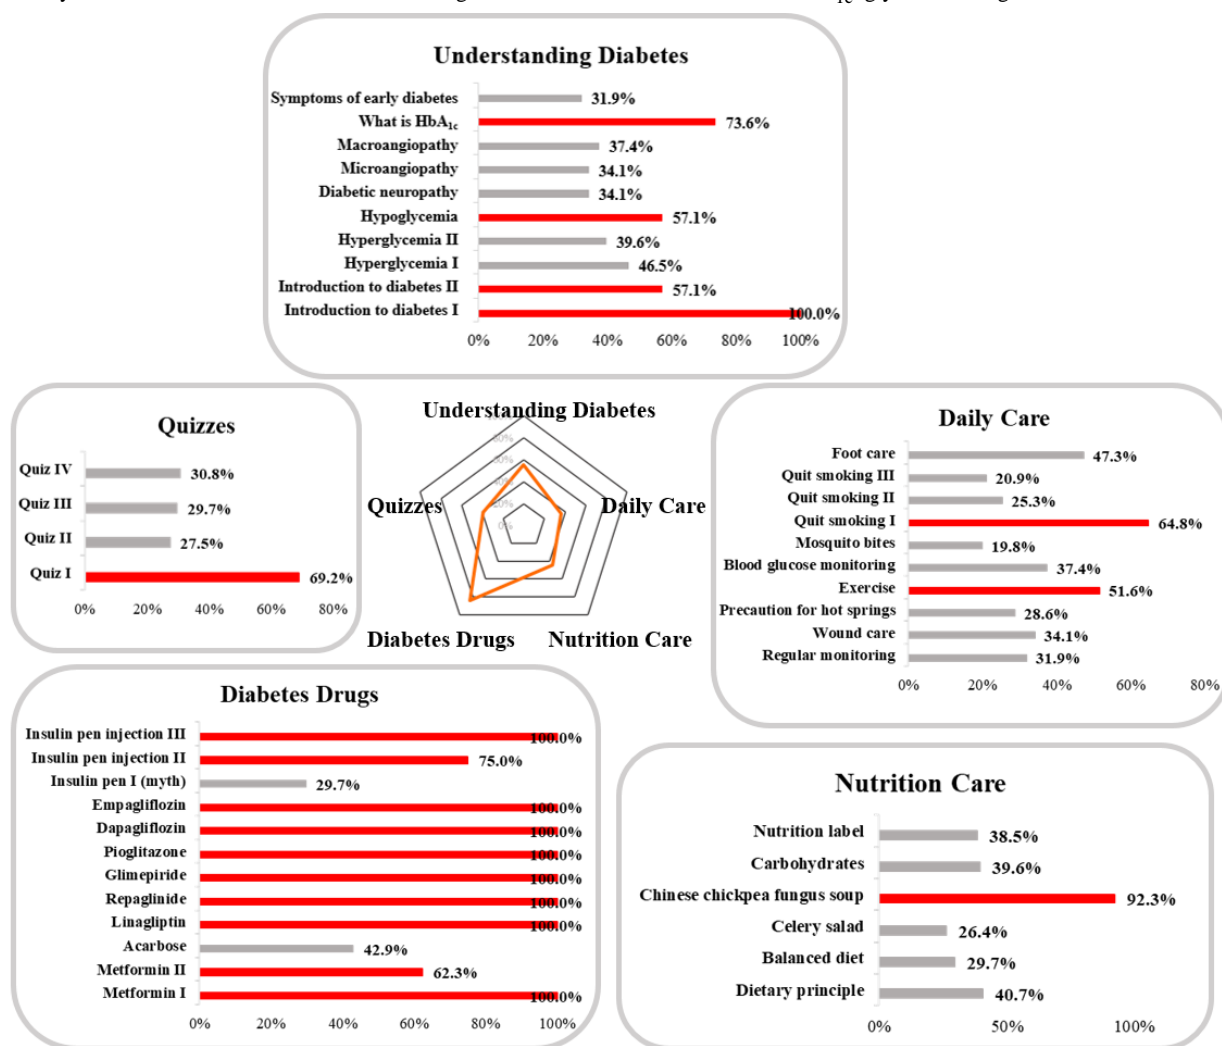 Understanding Diabetes
Symptoms of early diabetes 31.9%
What is HbA1c 73.6%
Macroangiopathy 37.4%
Microangiopathy 34.1%
Diabetic neuropathy 34.1%
Hypoglycemia 57.1%
Hyperglycemia II 39.6%
Hyperglycemia I 46.5%
Introduction to diabetes II 57.1%
Introduction to diabetes I 100.0%
0% 20% 40% 60% 80% 100%
Quizzes
Quiz IV 30.8%
Quiz III 29.7%
Quiz II 27.5%
Quiz I 69.2%
0% 20% 40% 60% 80%
Understanding Diabetes
80%
60%
40%
20%
0%
Quizzes
Daily Care
Diabetes Drugs
Nutrition Care
Daily Care
Foot care 47.3%
Quit smoking III 20.9%
Quit smoking II 25.3%
Quit smoking I 64.8%
Mosquito bites 19.8%
Blood glucose monitoring 37.4%
Exercise 51.6%
Precaution for hot springs 28.6%
Wound care 34.1%
Regular monitoring 31.9%
0% 20% 40% 60% 80%
Diabetes Drugs
Insulin pen injection III 100.0%
Insulin pen injection II 75.0%
Insulin pen I (myth) 29.7%
Empagliflozin 100.0%
Dapagliflozin 100.0%
Pioglitazone 100.0%
Glimepiride 100.0%
Repaglinide 100.0%
Linagliptin 100.0%
Acarbose 42.9%
Metformin II 62.3%
Metformin I 100.0%
0% 20% 40% 60% 80% 100%
Nutrition Care
Nutrition label 38.5%
Carbohydrates 39.6%
Chinese chickpea fungus soup 92.3%
Celery salad 26.4%
Balanced diet 29.7%
Dietary principle 40.7%
0% 50% 100%